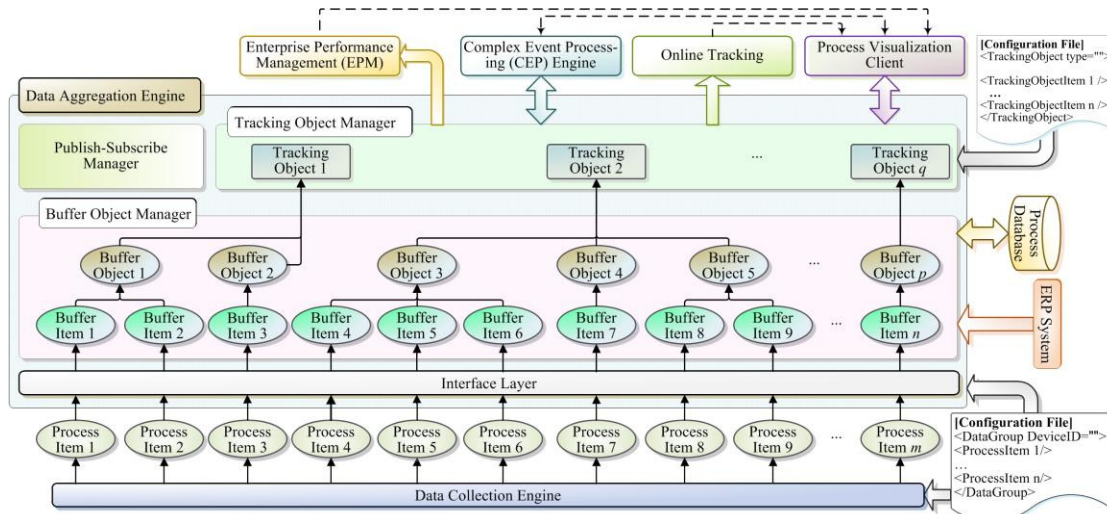 Enterprise Performance
Management (EPM)
Complex Event Process-
ing (CEP) Engine
Online Tracking
Process Visualization
Client
[Configuration File]
<TrackingObject type="">
<TrackingObjectItem 1 />
...
<TrackingObjectItem n />
</TrackingObject>
Data Aggregation Engine
Publish-Subscribe
Manager
Tracking Object Manager
Tracking
Object 1
Tracking
Object 2
...
Tracking
Object q
Buffer Object Manager
Buffer
Object 1
Buffer
Object 2
Buffer
Object 3
Buffer
Object 4
Buffer
Object 5
...
Buffer
Object p
Process
Database
Buffer
Item 1
Buffer
Item 2
Buffer
Item 3
Buffer
Item 4
Buffer
Item 5
Buffer
Item 6
Buffer
Item 7
Buffer
Item 8
Buffer
Item 9
...
Buffer
Item n
ERP System
Interface Layer
Process
Item 1
Process
Item 2
Process
Item 3
Process
Item 4
Process
Item 5
Process
Item 6
Process
Item 7
Process
Item 8
Process
Item 9
...
Process
Item m
[Configuration File]
<DataGroup DeviceID="">
<ProcessItem 1/>
...
<ProcessItem n/>
</DataGroup>
Data Collection Engine